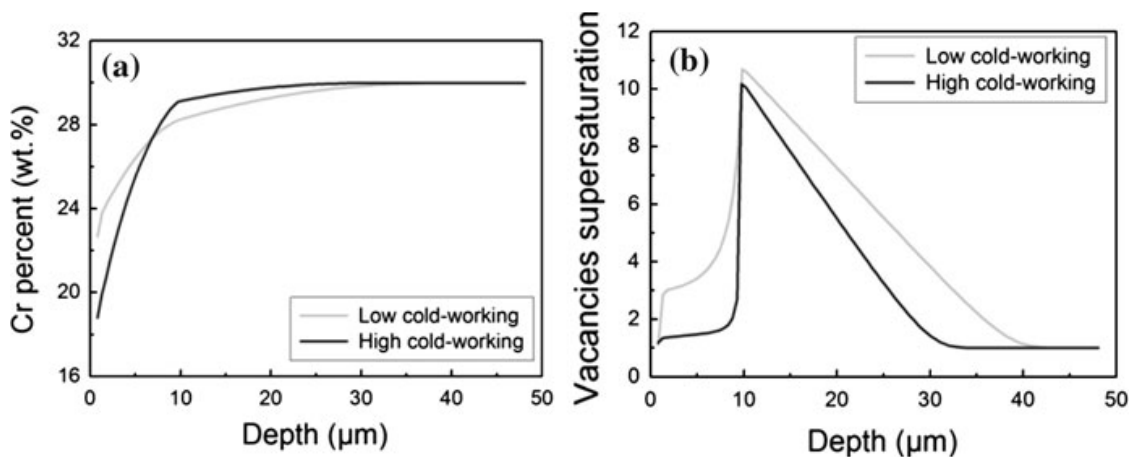 (a)
Cr percent (wt.%)
32
28
24
20
16
Low cold-working
High cold-working
0 10 20 30 40 50
Depth (μm)
(b)
Vacancies supersaturation
12
10
8
6
4
2
0
Low cold-working
High cold-working
0 10 20 30 40 50
Depth (μm)